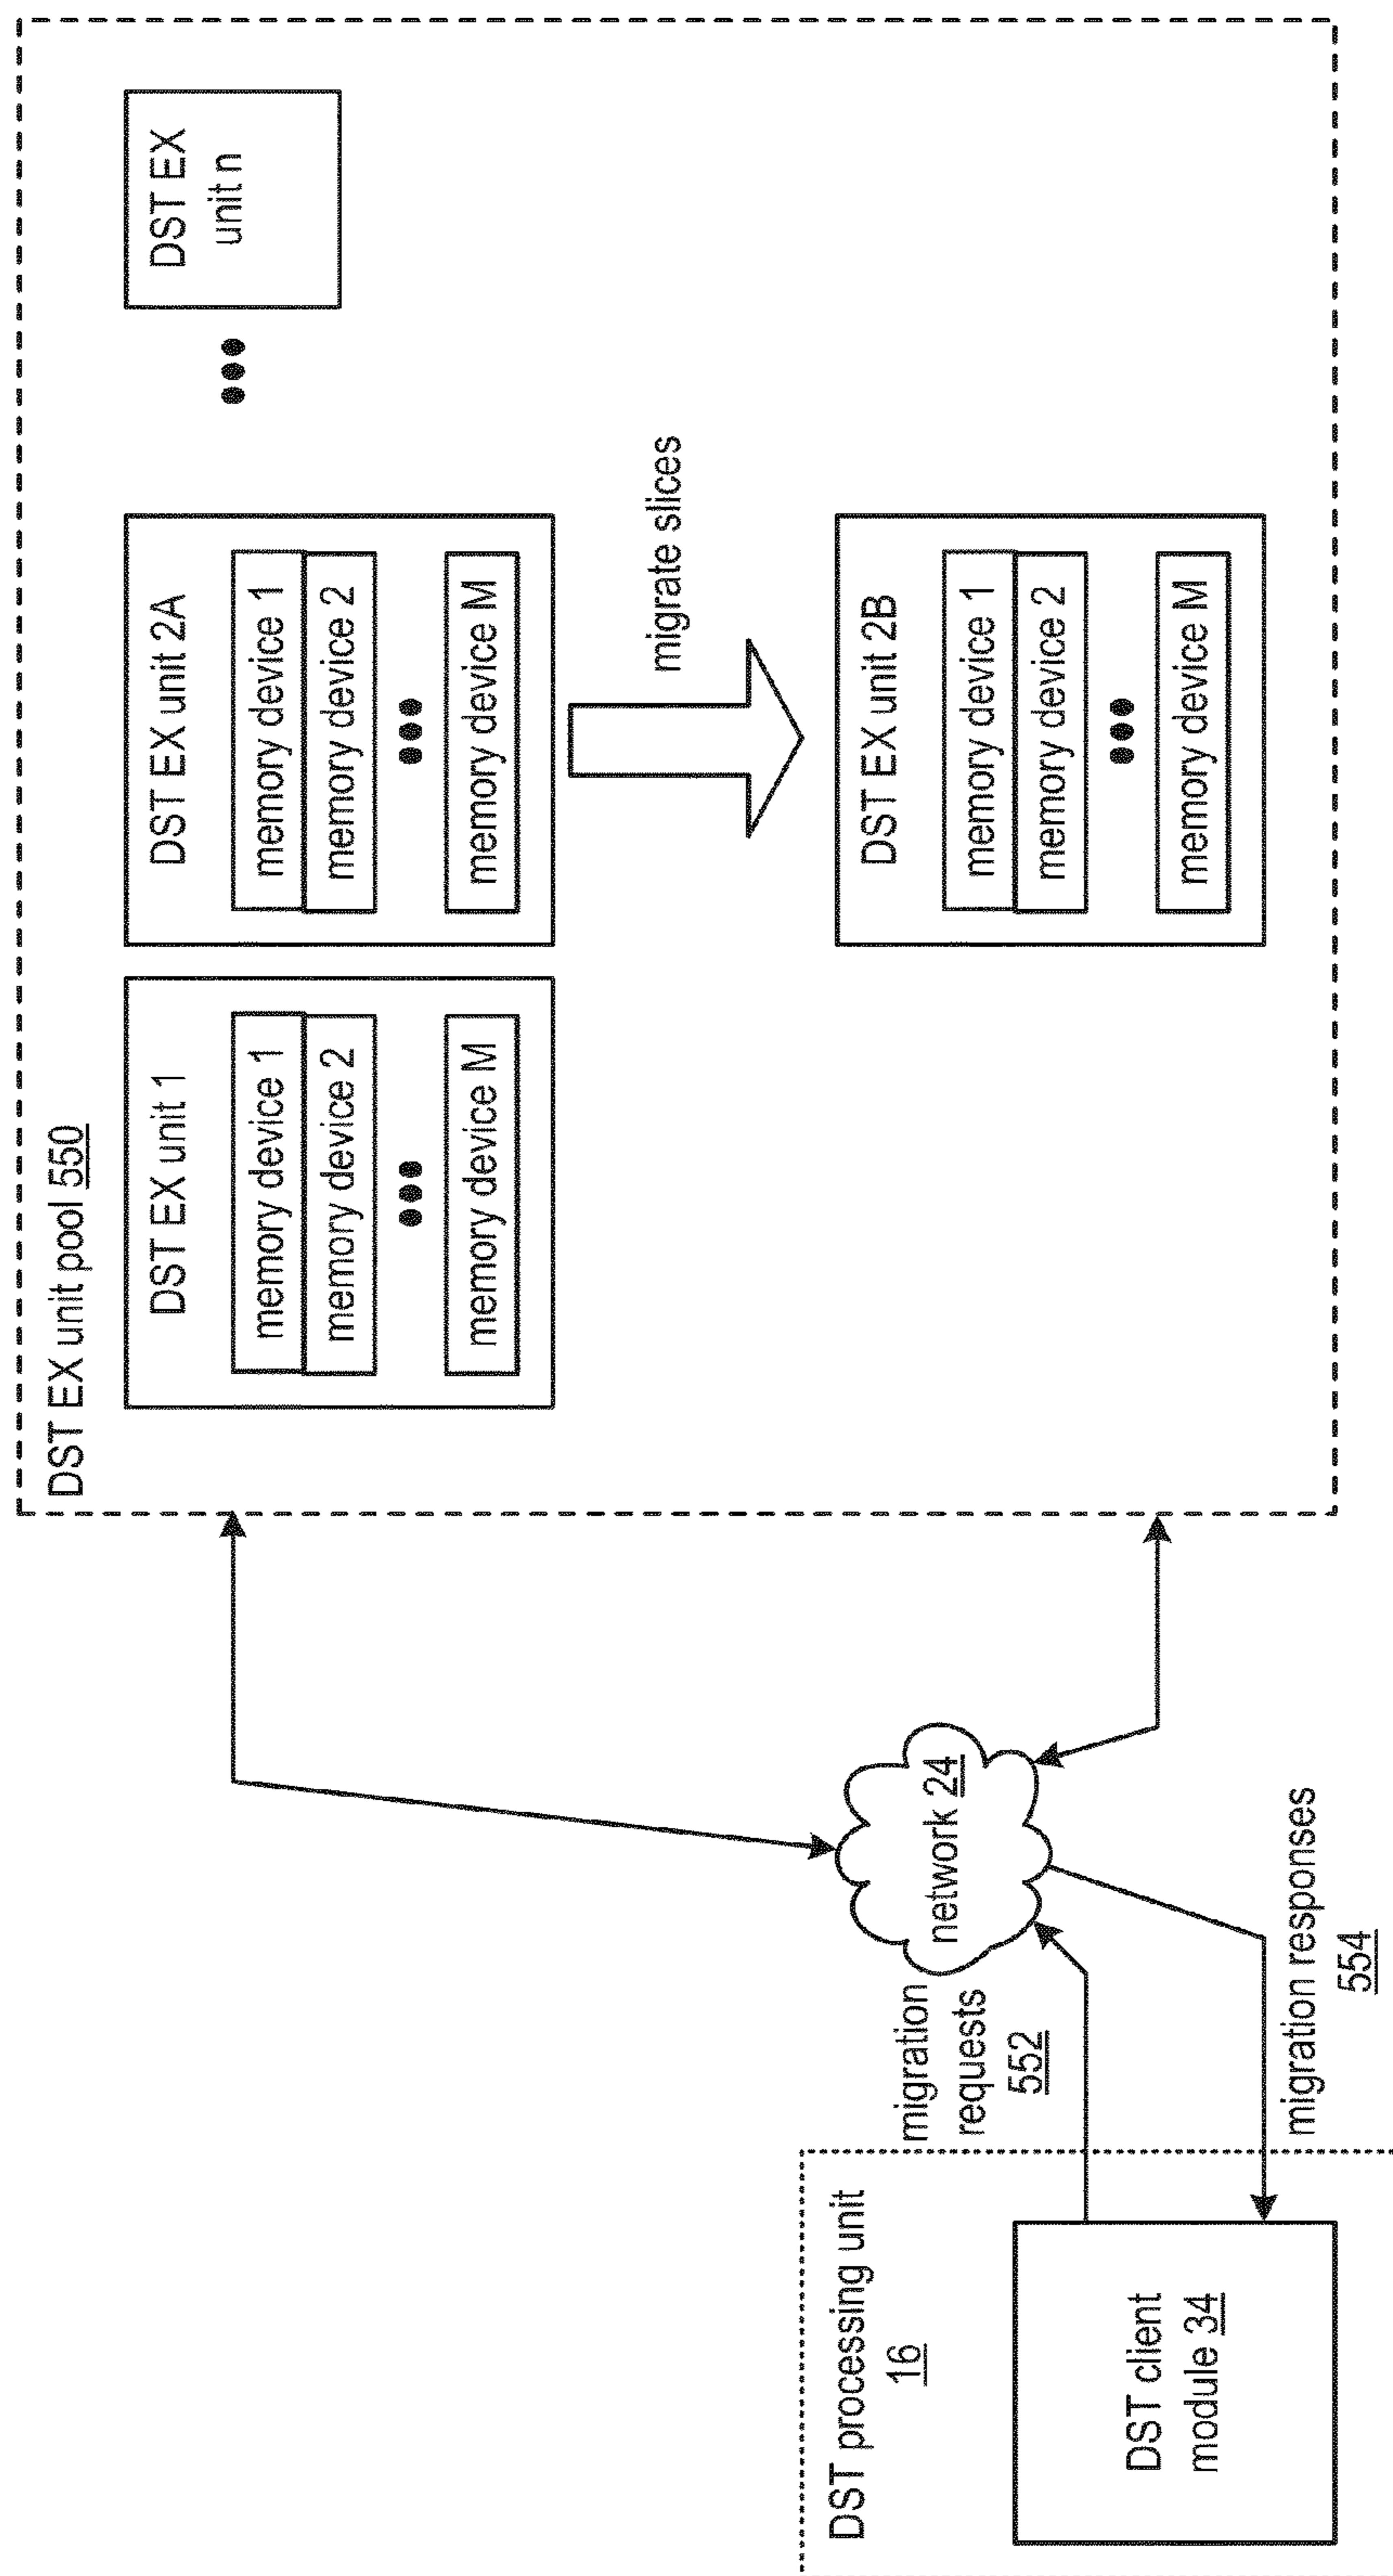 DST EX unit pool 550
DST EX unit 1
memory device 1
memory device 2
memory device M
DST EX unit 2A
memory device 1
memory device 2
memory device M
DST EX
unit n
migrate slices
DST EX unit 2B
memory device 1
memory device 2
memory device M
DST processing unit
16
DST client
module 34
migration
requests
552
network 24
migration responses
554